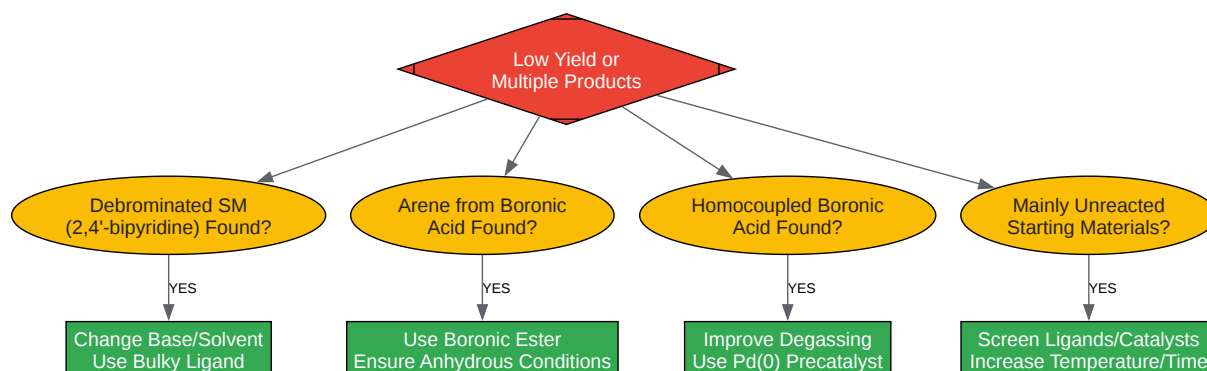 Low Yield or
Multiple Products
Debrominated SM
(2,4'-bipyridine) Found?
Arene from Boronic
Acid Found?
Homocoupled Boronic
Acid Found?
Mainly Unreacted
Starting Materials?
YES
YES
YES
YES
Change Base/Solvent
Use Bulky Ligand
Use Boronic Ester
Ensure Anhydrous Conditions
Improve Degassing
Use Pd(0) Precatalyst
Screen Ligands/Catalysts
Increase Temperature/Time